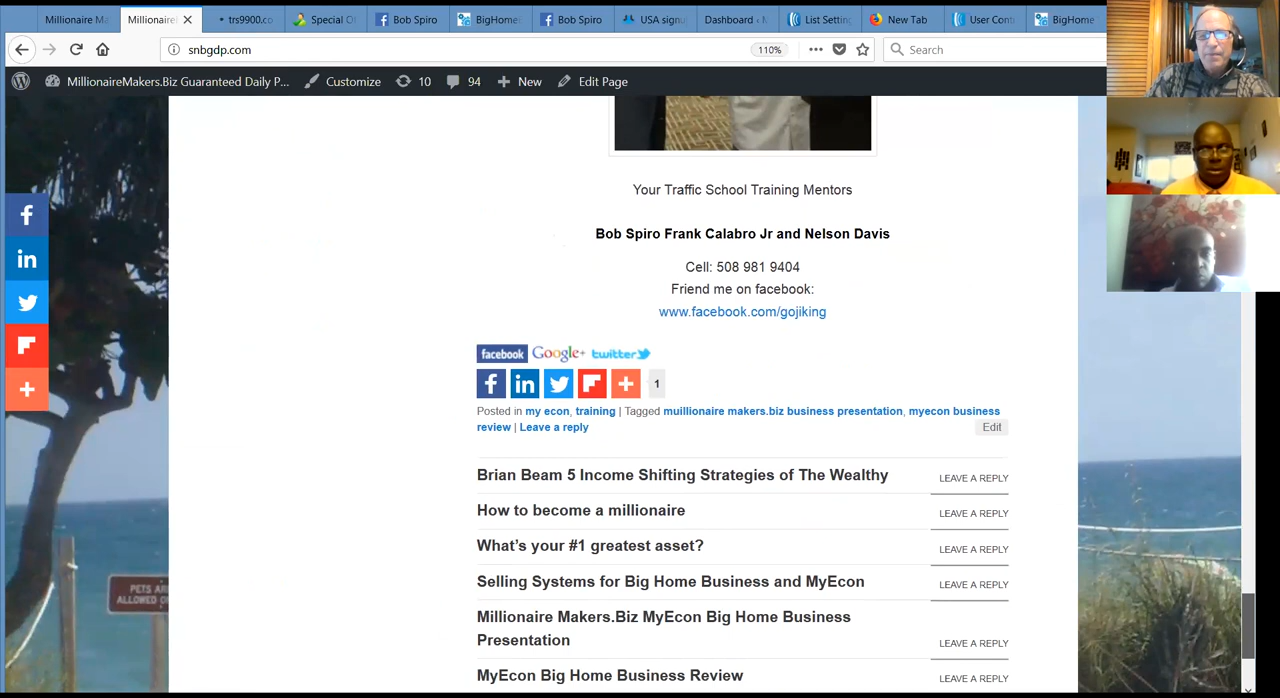 Millionaire Ma
Millionaire
trs9900.co
Special Of
Bob Spiro
BigHome
Bob Spiro
USA signu
Dashboard ‹ M
List Settin
New Tab
User Cont
BigHome
snbgdp.com
110%
Search
MillionaireMakers.Biz Guaranteed Daily P...
Customize
10
94
New
Edit Page
Your Traffic School Training Mentors
Bob Spiro Frank Calabro Jr and Nelson Davis
Cell: 508 981 9404
Friend me on facebook:
www.facebook.com/gojiking
facebook Google+ twitter
1
Posted in my econ, training | Tagged muillionaire makers.biz business presentation, myecon business
review | Leave a reply
Edit
Brian Beam 5 Income Shifting Strategies of The Wealthy
LEAVE A REPLY
How to become a millionaire
LEAVE A REPLY
What's your #1 greatest asset?
LEAVE A REPLY
Selling Systems for Big Home Business and MyEcon
LEAVE A REPLY
Millionaire Makers.Biz MyEcon Big Home Business
Presentation
LEAVE A REPLY
MyEcon Big Home Business Review
LEAVE A REPLY
PETS AR
ALLOWED O